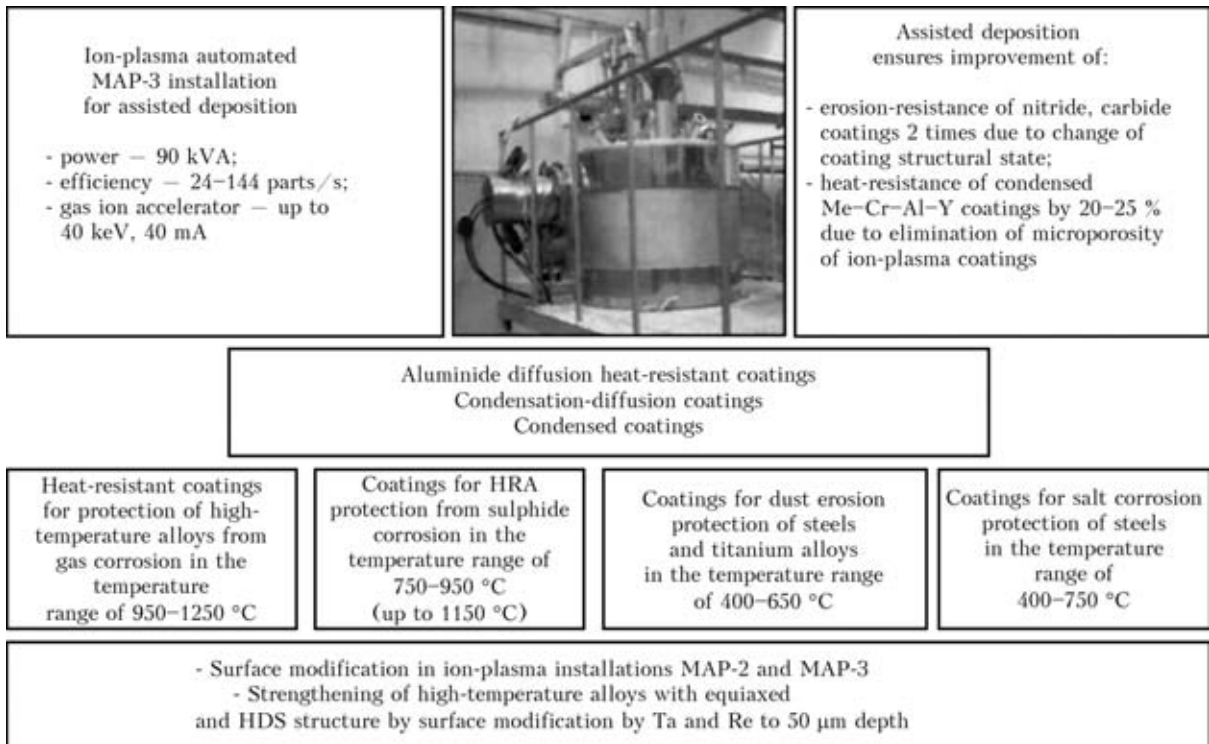 Ion-plasma automated
MAP-3 installation
for assisted deposition
- power — 90 kVA;
- efficiency — 24–144 parts/s;
- gas ion accelerator — up to
40 keV, 40 mA
Assisted deposition
ensures improvement of:
- erosion-resistance of nitride, carbide
coatings 2 times due to change of
coating structural state;
- heat-resistance of condensed
Me–Cr–Al–Y coatings by 20–25 %
due to elimination of microporosity
of ion-plasma coatings
Aluminide diffusion heat-resistant coatings
Condensation-diffusion coatings
Condensed coatings
Heat-resistant coatings
for protection of high-
temperature alloys from
gas corrosion in the
temperature
range of 950–1250 °C
Coatings for HRA
protection from sulphide
corrosion in the
temperature range of
750–950 °C
(up to 1150 °C)
Coatings for dust erosion
protection of steels
and titanium alloys
in the temperature range
of 400–650 °C
Coatings for salt corrosion
protection of steels
in the temperature
range of
400–750 °C
- Surface modification in ion-plasma installations MAP-2 and MAP-3
- Strengthening of high-temperature alloys with equiaxed
and HDS structure by surface modification by Ta and Re to 50 μm depth